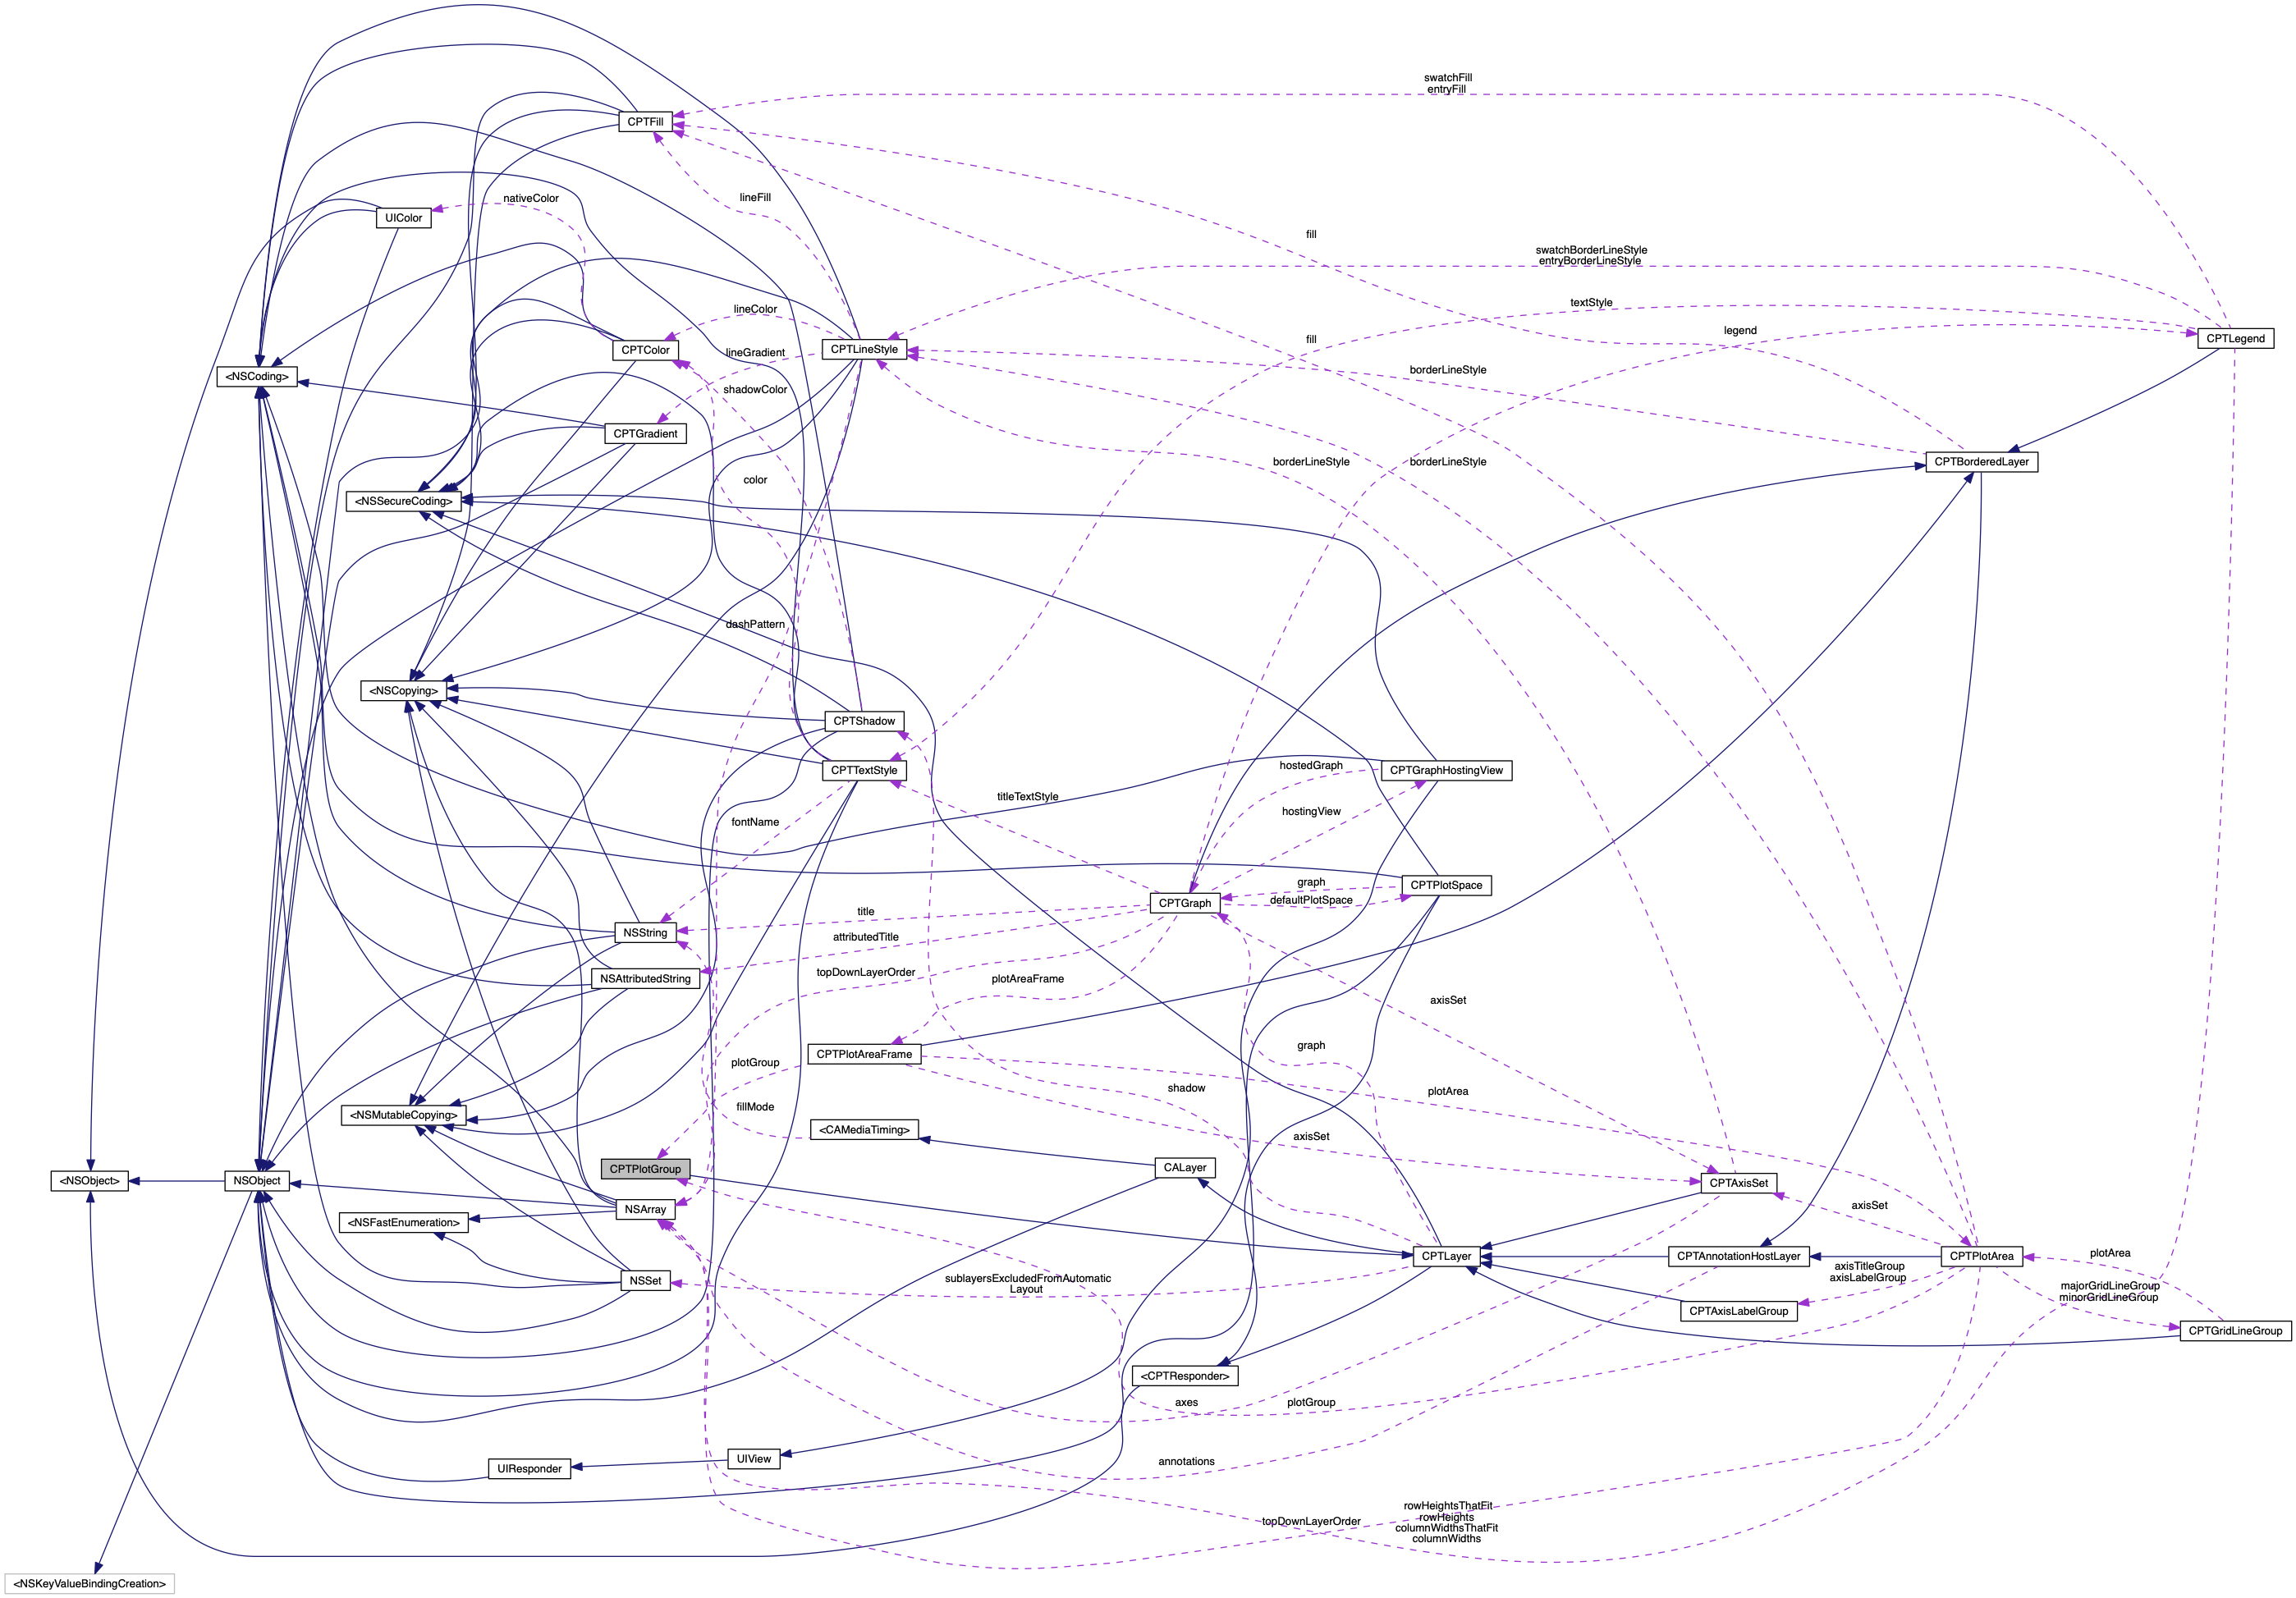 swatchFill
entryFill
CPTFill
nativeColor
lineFill
UIColor
fill
swatchBorderLineStyle
entryBorderLineStyle
textStyle
lineColor
legend
fill
CPTLegend
CPTColor
lineGradient
CPTLineStyle
<NSCoding>
shadowColor
borderLineStyle
CPTGradient
color
borderLineStyle
borderLineStyle
CPTBorderedLayer
<NSSecureCoding>
dashPattern
<NSCopying>
CPTShadow
CPTTextStyle
hostedGraph
CPTGraphHostingView
titleTextStyle
hostingView
fontName
graph
CPTPlotSpace
defaultPlotSpace
CPTGraph
title
NSString
attributedTitle
NSAttributedString
topDownLayerOrder
plotAreaFrame
axisSet
CPTPlotAreaFrame
graph
plotGroup
shadow
plotArea
fillMode
<NSMutableCopying>
<CAMediaTiming>
axisSet
CPTPlotGroup
CALayer
<NSObject>
NSObject
CPTAxisSet
NSArray
axisSet
<NSFastEnumeration>
CPTLayer
CPTAnnotationHostLayer
CPTPlotArea
plotArea
NSSet
sublayersExcludedFromAutomatic
Layout
axisTitleGroup
axisLabelGroup
majorGridLineGroup
minorGridLineGroup
CPTAxisLabelGroup
CPTGridLineGroup
<CPTResponder>
axes
plotGroup
UIView
annotations
UIResponder
rowHeightsThatFit
rowHeights
columnWidthsThatFit
columnWidths
topDownLayerOrder
<NSKeyValueBindingCreation>